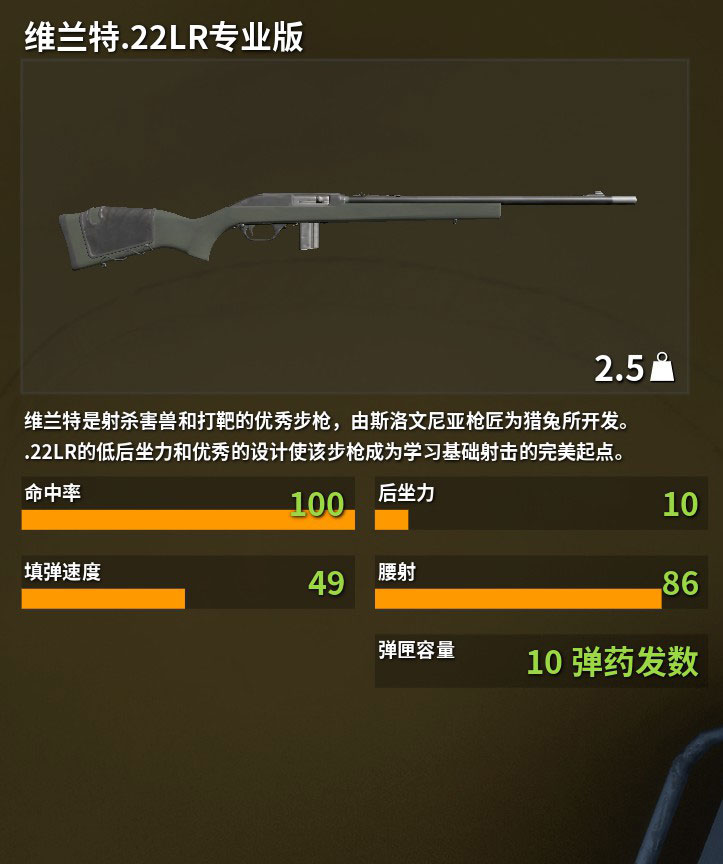 维兰特.22LR专业版
2.5
维兰特是射杀害兽和打靶的优秀步枪，由斯洛文尼亚枪匠为猎兔所开发。
.22LR的低后坐力和优秀的设计使该步枪成为学习基础射击的完美起点。
命中率 100
后坐力 10
填弹速度 49
腰射 86
弹匣容量 10 弹药发数